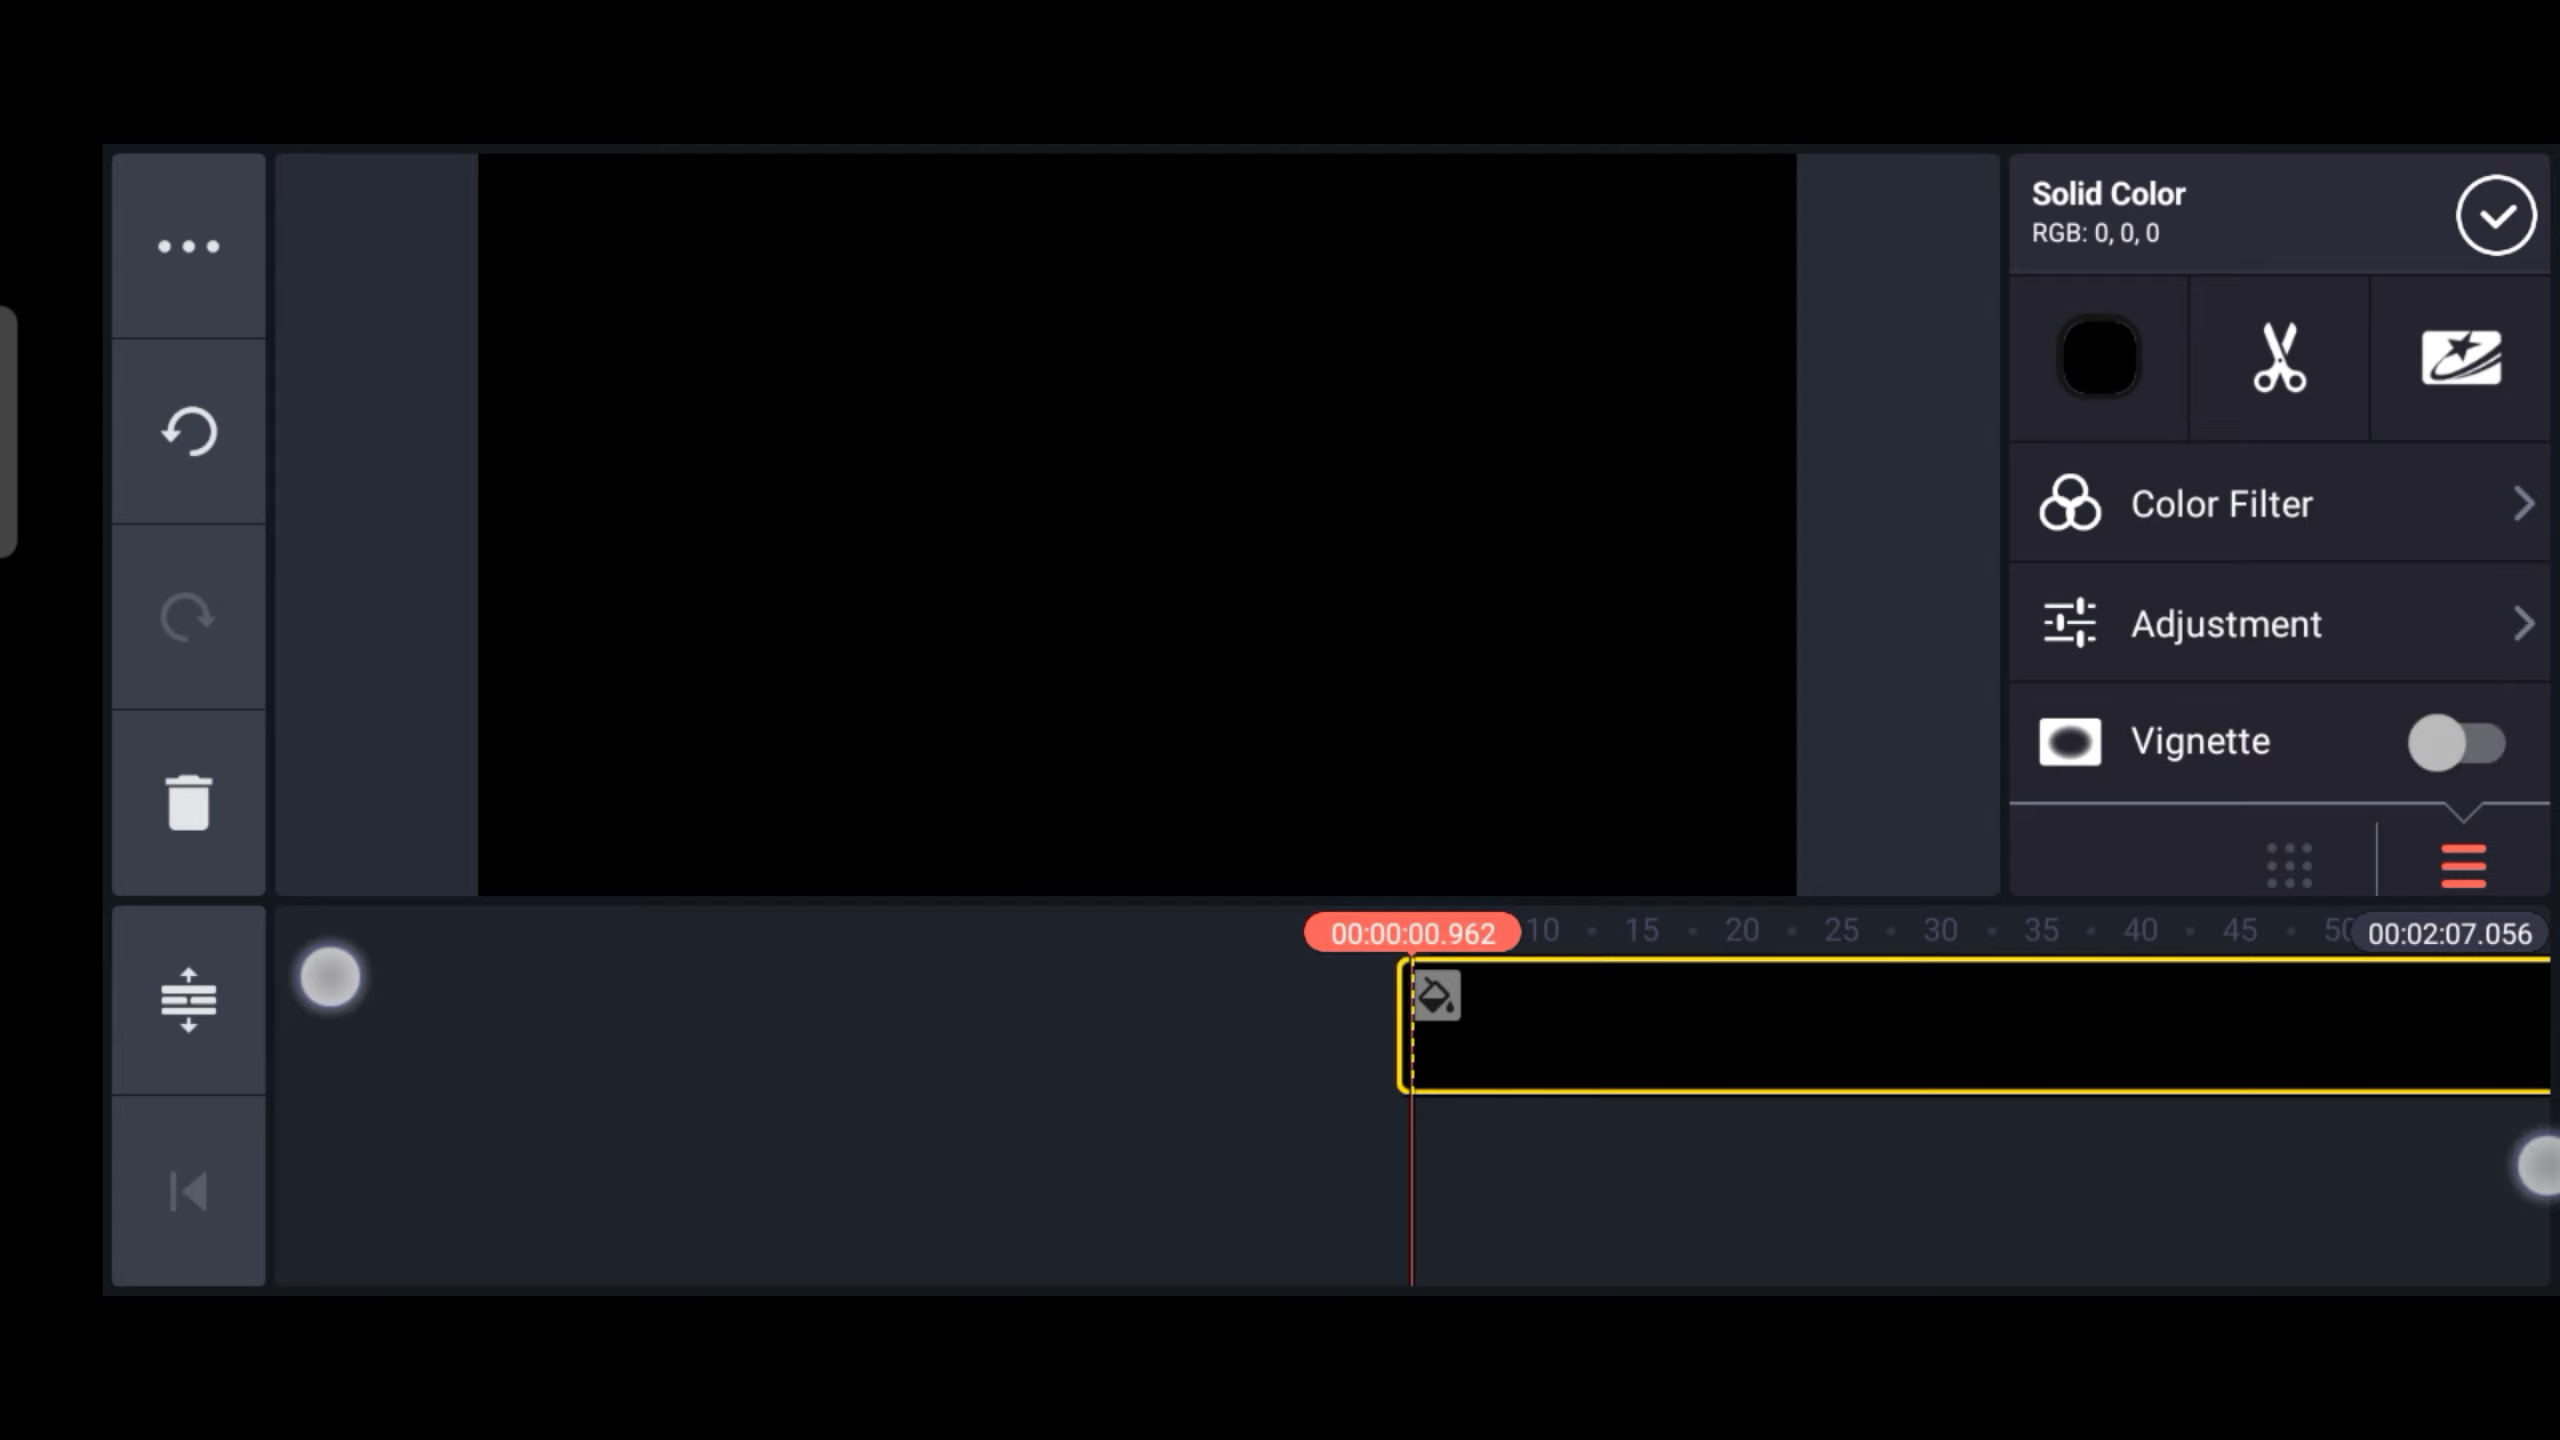 Solid Color
RGB: 0, 0, 0
Color Filter
Adjustment
Vignette
00:00:00.962 10 15 20 25 30 35 40 45 50 00:02:07.056